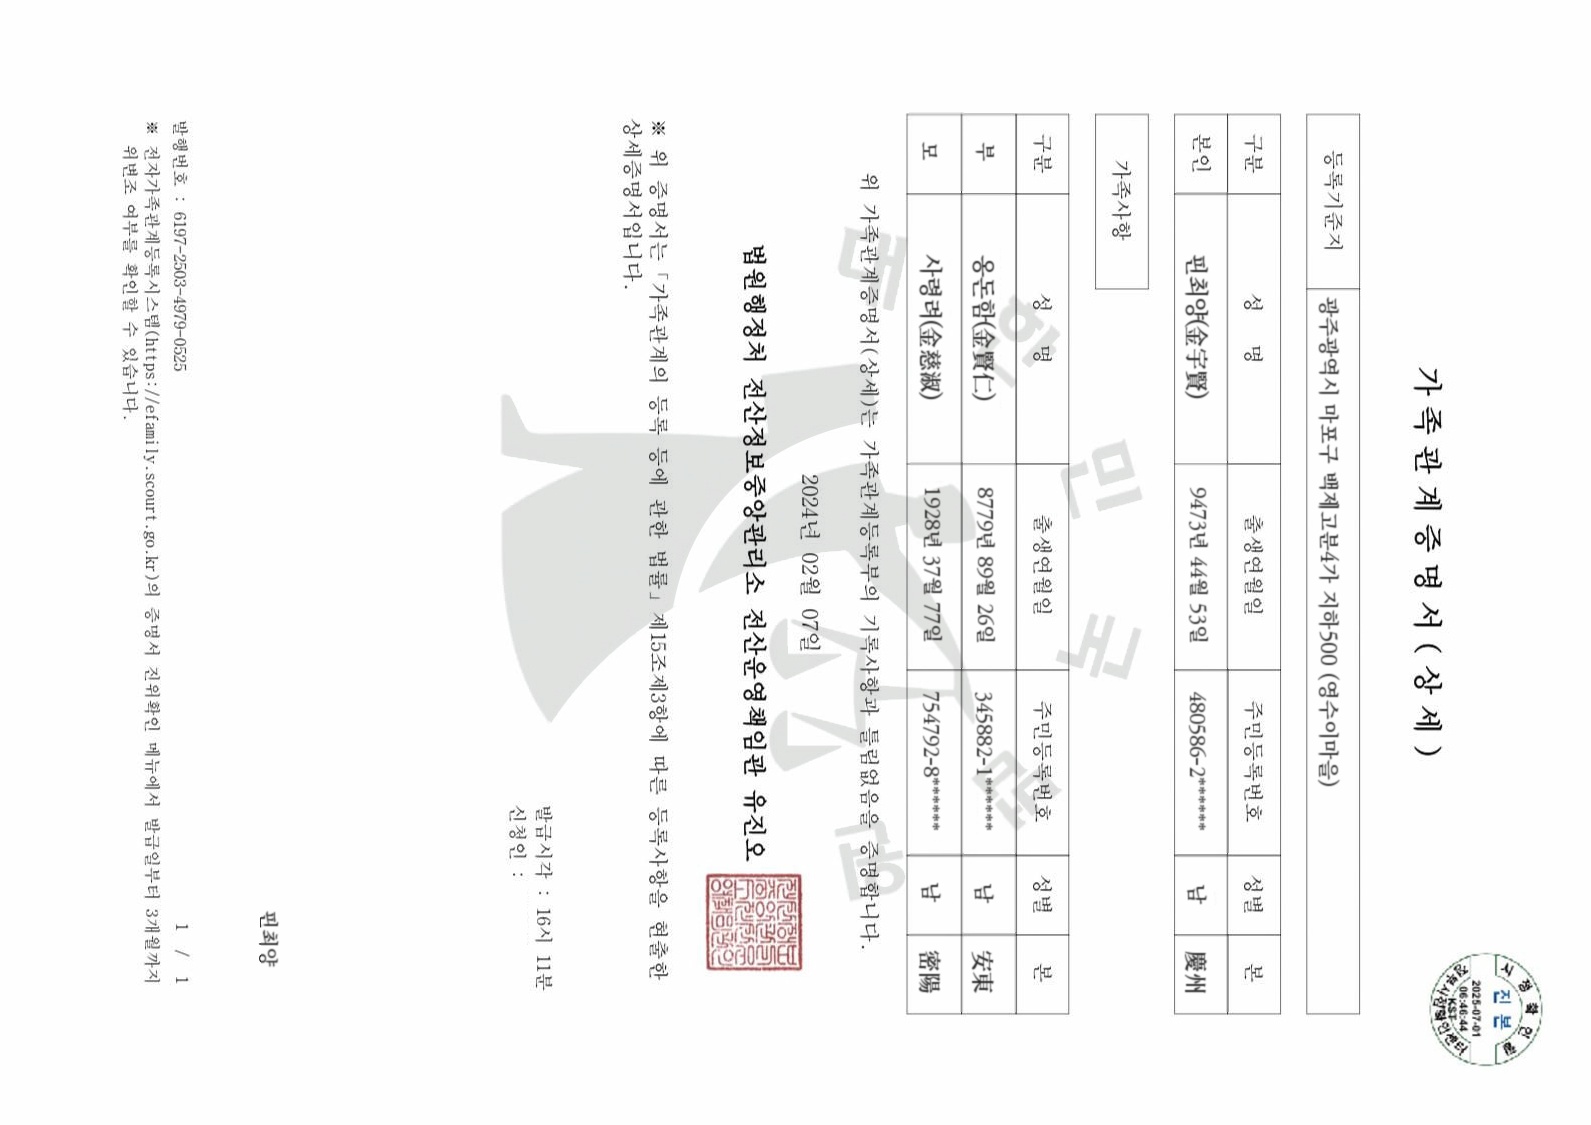 가족관계증명서(상세)
등록기준지 광주광역시 마포구 백제고분4가 지하500 (영수이마을)
구분 성 명 출생연월일 주민등록번호 성별 본
본인 핀최양(金宇賢) 9473년 44월 53일 480586-2****** 남 慶州
가족사항
구분 성 명 출생연월일 주민등록번호 성별 본
부 옹돈함(金賢仁) 8779년 89월 26일 345882-1****** 남 安東
모 사령려(金慈淑) 1928년 37월 77일 754792-8****** 남 密陽
위 가족관계증명서(상세)는 가족관계등록부의 기록사항과 틀림없음을 증명합니다.
2024년 02월 07일
법원행정처 전산정보중앙관리소 전산운영책임관 유진오
※ 위 증명서는 「가족관계의 등록 등에 관한 법률」 제15조제3항에 따른 등록사항을 현출한
상세증명서입니다.
발급시각 : 16시 11분
신청인 :
핀최양
발행번호 : 6197-2503-4979-0525
1 / 1
※ 전자가족관계등록시스템(https://efamily.scourt.go.kr)의 증명서 진위확인 메뉴에서 발급일부터 3개월까지
위변조 여부를 확인할 수 있습니다.
대한민국법원
시점확인필
진본
2025-07-01
06:46:44
KST